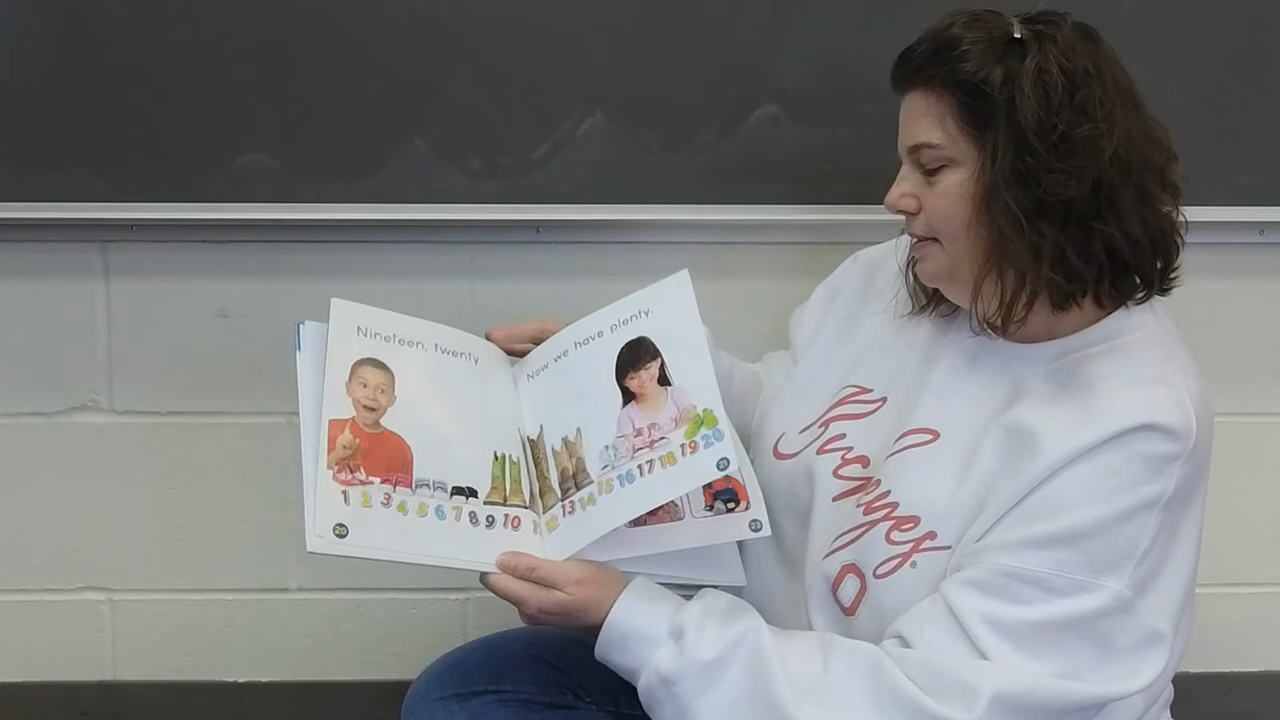 Nineteen, twenty
1 2 3 4 5 6 7 8 9 10
20
Now we have plenty.
12 13 14 15 16 17 18 19 20
21
23
Buckeyes
O